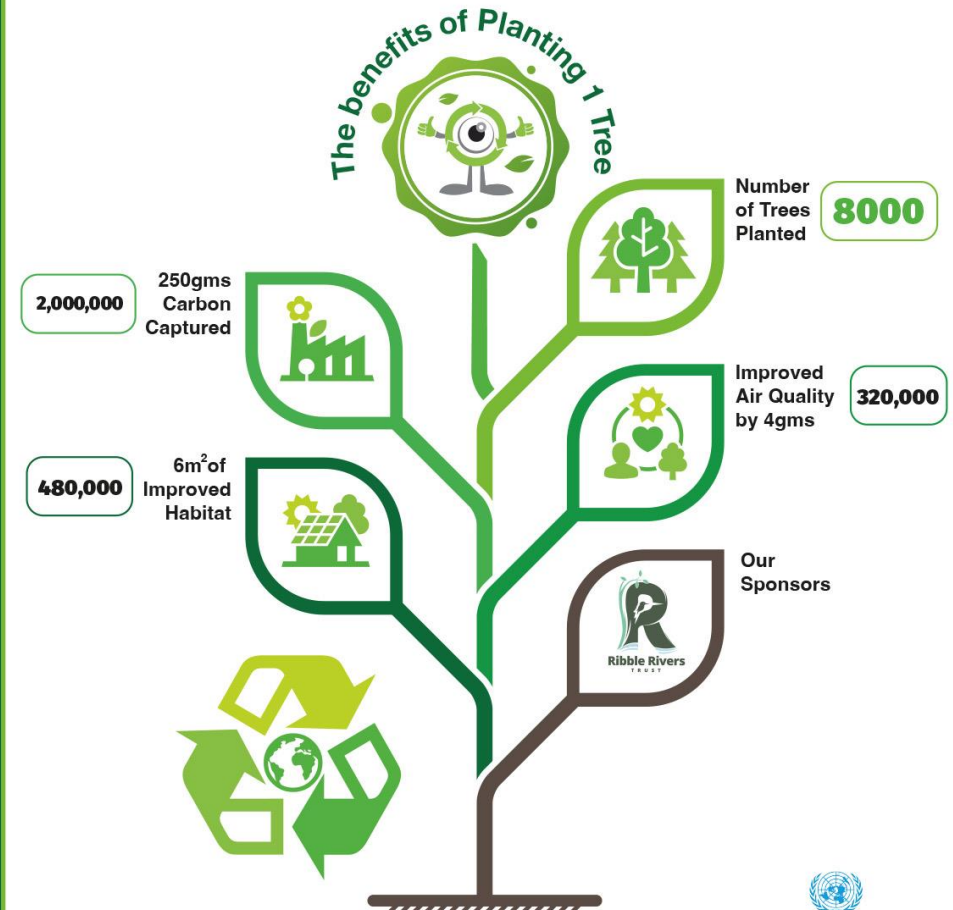 The benefits of Planting 1 Tree
Number
of Trees
Planted
8000
2,000,000
250gms
Carbon
Captured
Improved
Air Quality
by 4gms
320,000
480,000
6m²of
Improved
Habitat
Our
Sponsors
R
Ribble Rivers
TRUST